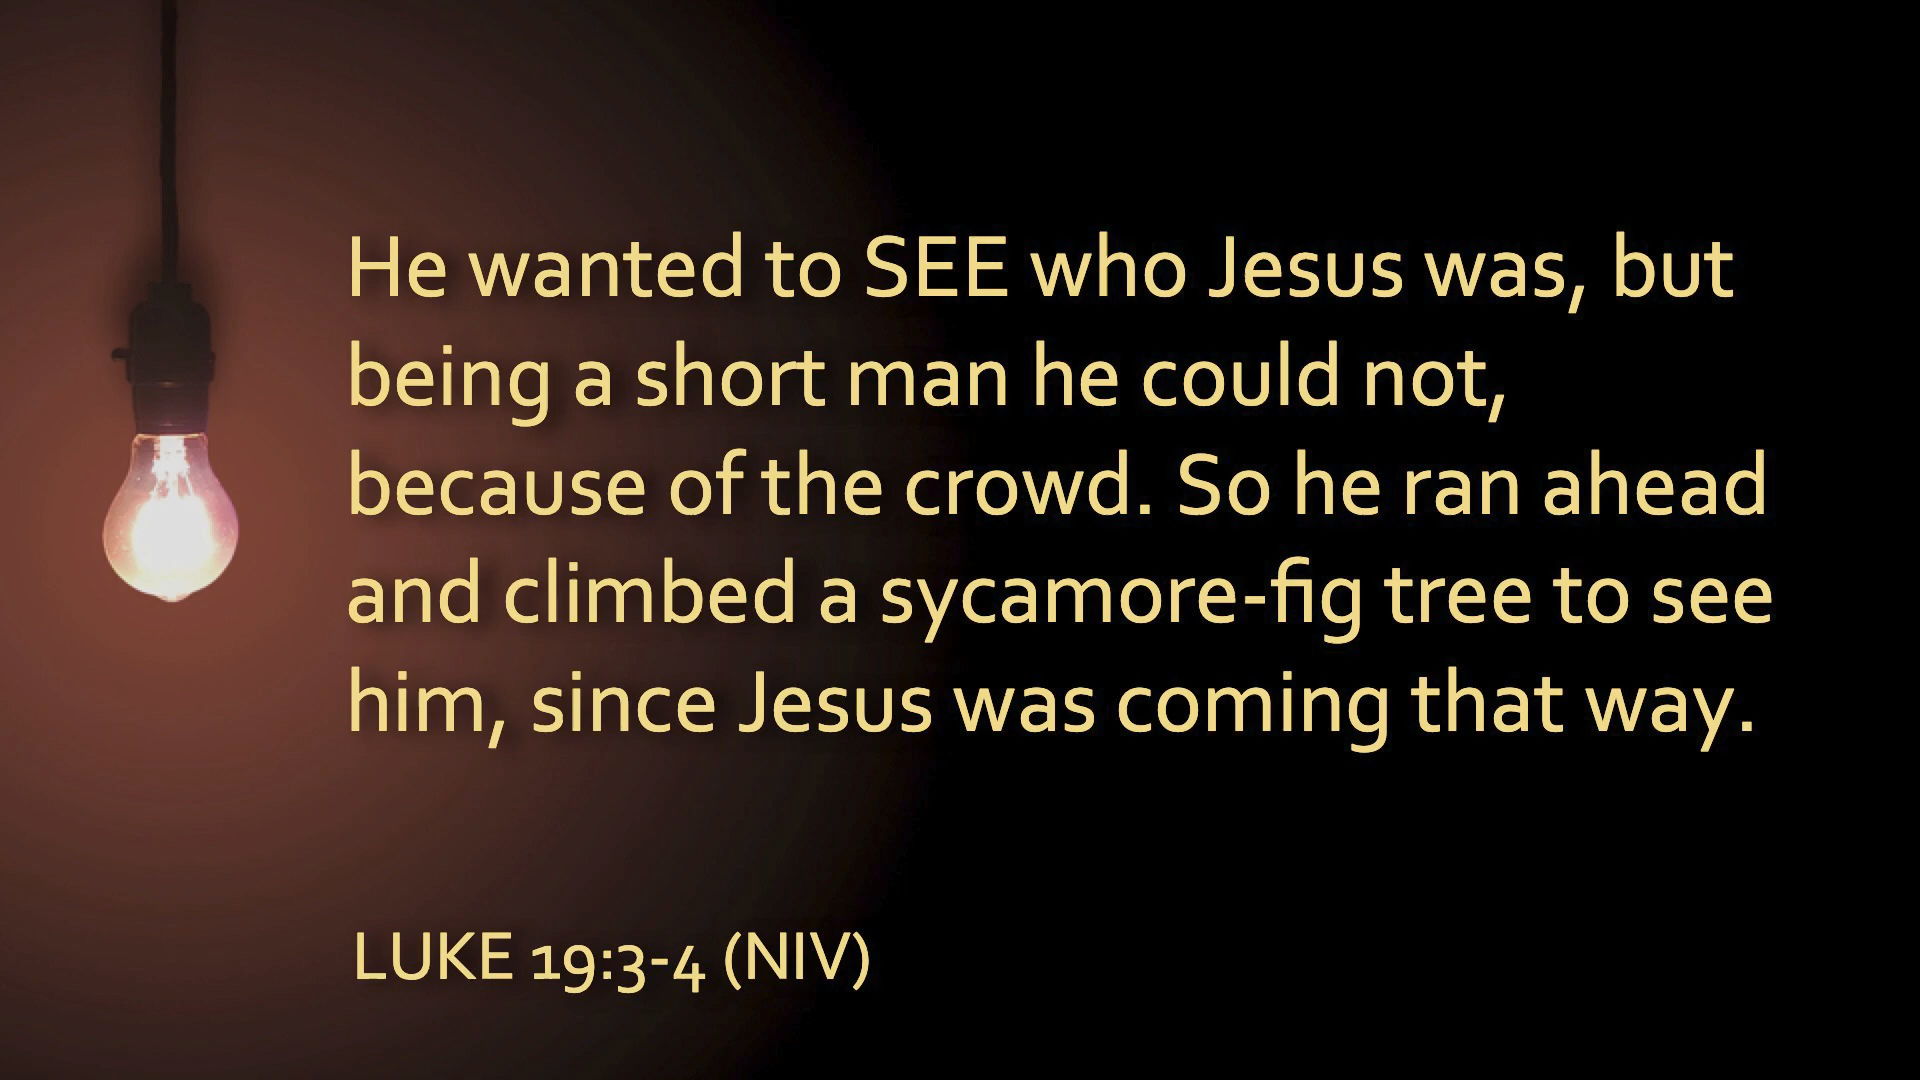 He wanted to SEE who Jesus was, but
being a short man he could not,
because of the crowd. So he ran ahead
and climbed a sycamore-fig tree to see
him, since Jesus was coming that way.
LUKE 19:3-4 (NIV)